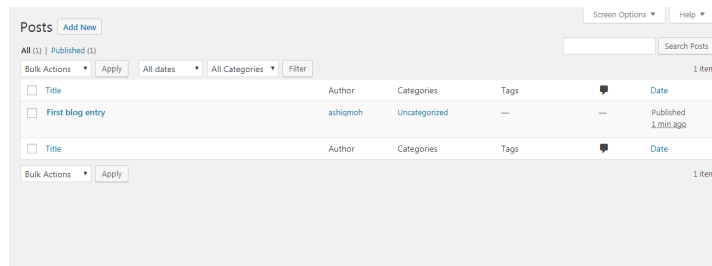 Screen Options ▼ Help ▼
Posts Add New
All (1) | Published (1)
Search Posts
Bulk Actions ▼ Apply All dates ▼ All Categories ▼ Filter 1 item
Title Author Categories Tags Date
First blog entry ashiqmoh Uncategorized — — Published
1 min ago
Title Author Categories Tags Date
Bulk Actions ▼ Apply 1 item